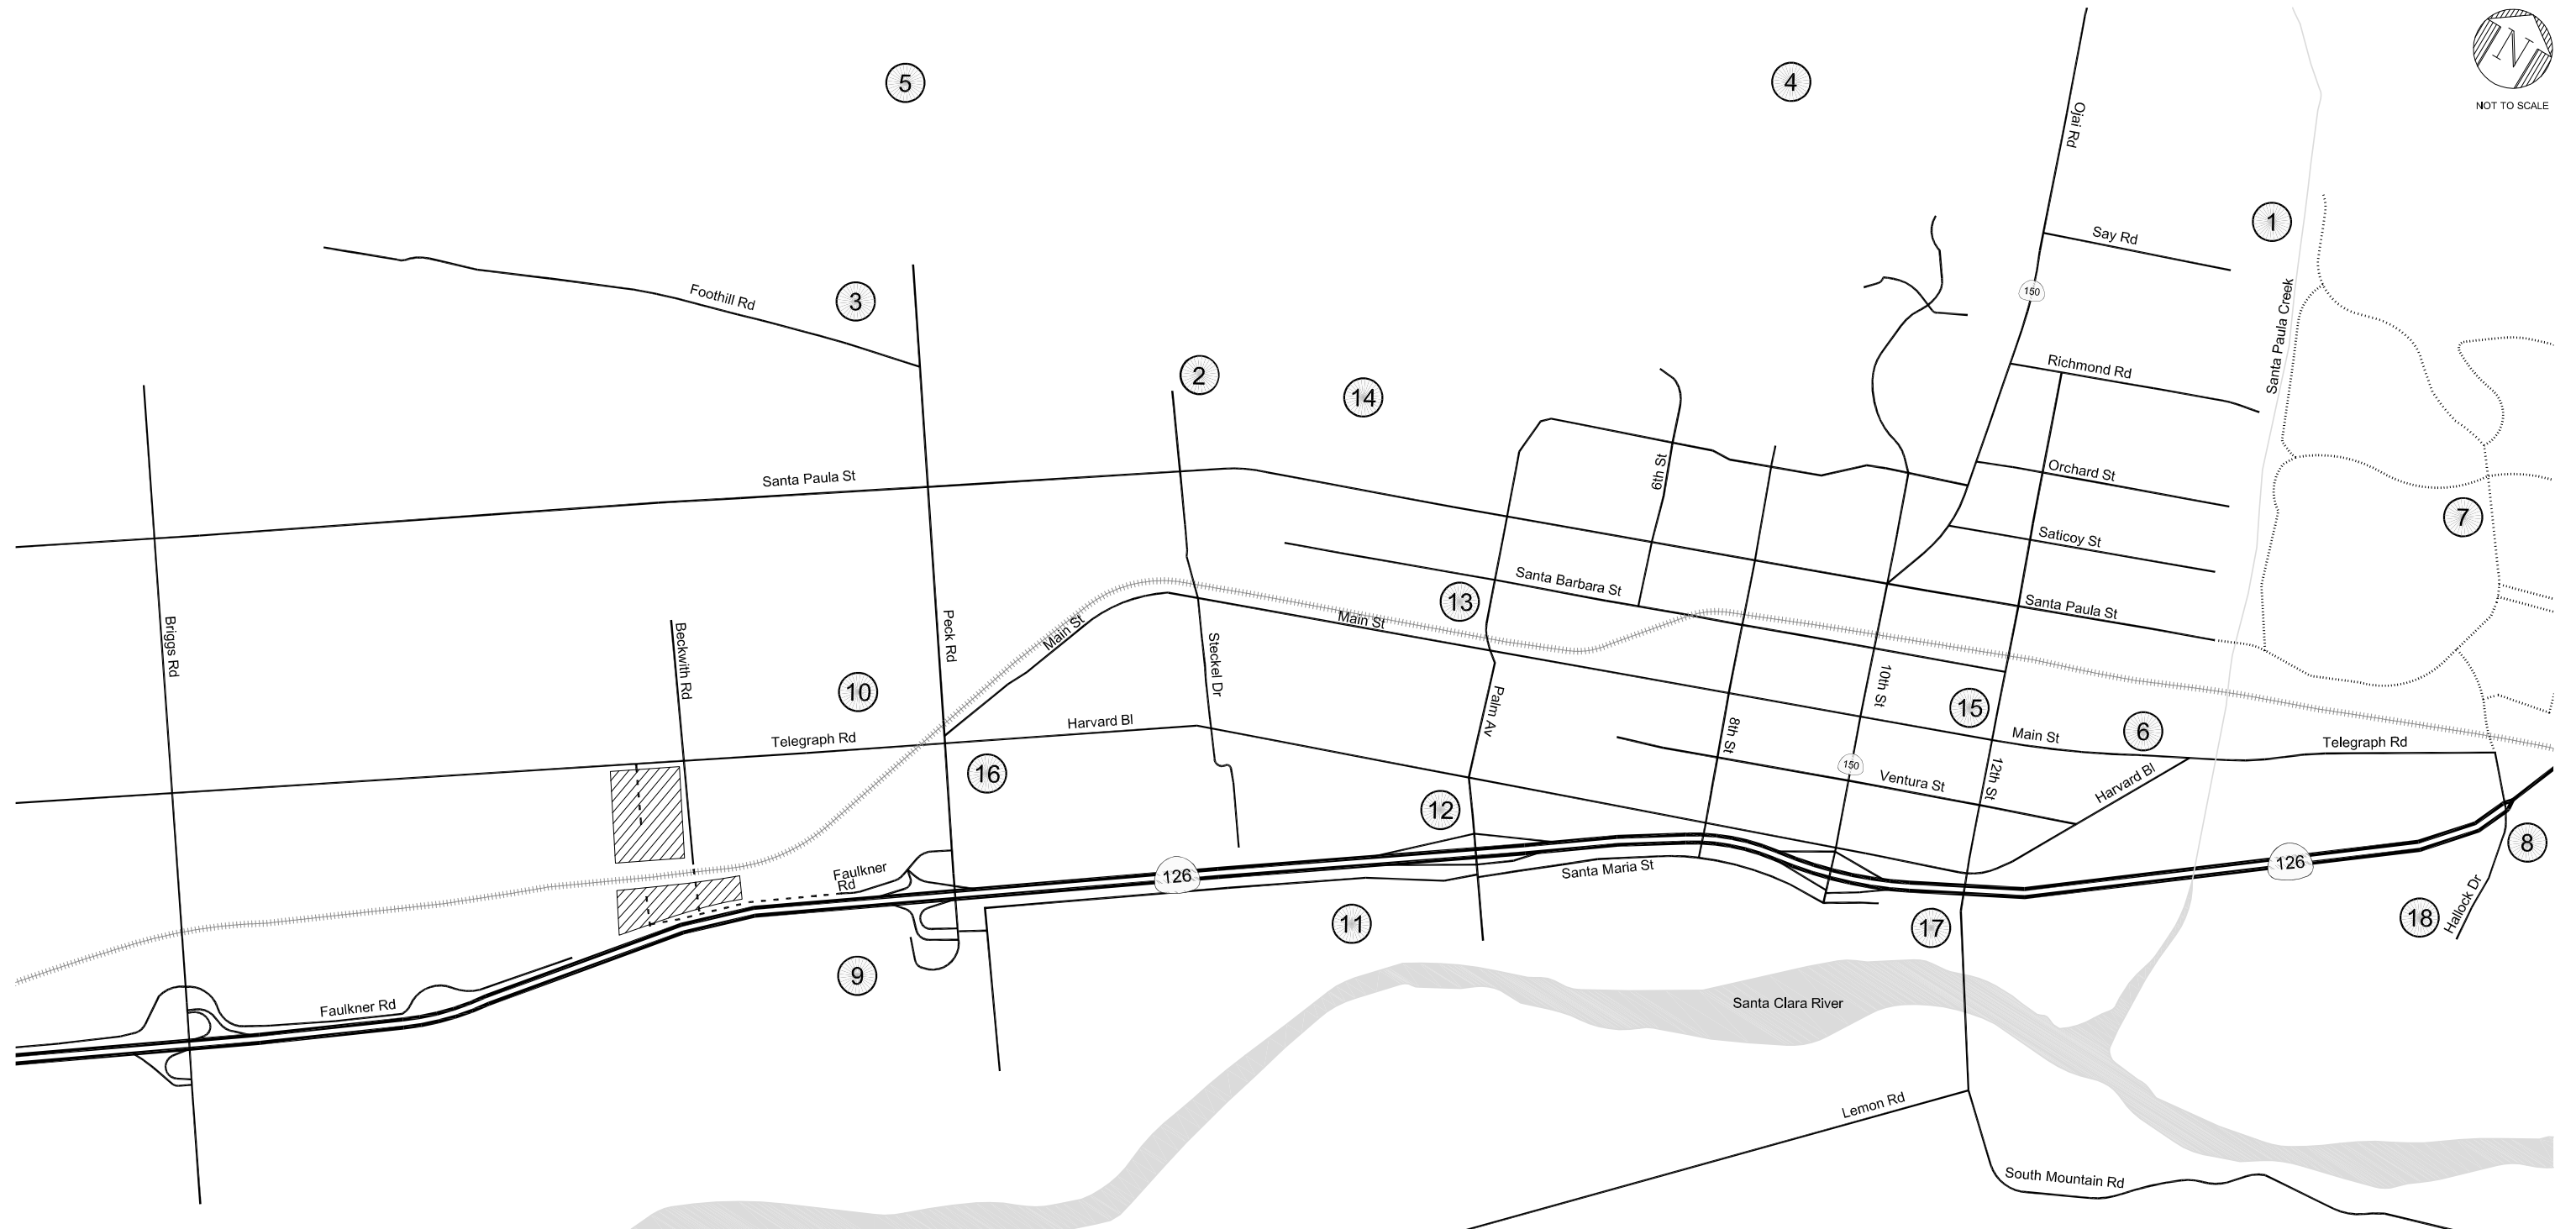 N
NOT TO SCALE
5
4
Ojai Rd
1
Say Rd
Foothill Rd
3
150
Santa Paula Creek
2
14
Richmond Rd
6th St
Orchard St
7
Santa Paula St
Saticoy St
Santa Barbara St
13
Main St
Santa Paula St
Briggs Rd
Beckwith Rd
Peck Rd
Main St
Steckel Dr
10
Palm Av
10th St
15
6
Telegraph Rd
Harvard Bl
8th St
Main St
Telegraph Rd
16
150
Ventura St
12th St
Harvard Bl
12
8
Faulkner
Rd
126
Santa Maria St
126
11
17
18
Hallock Dr
9
Faulkner Rd
Santa Clara River
Lemon Rd
South Mountain Rd